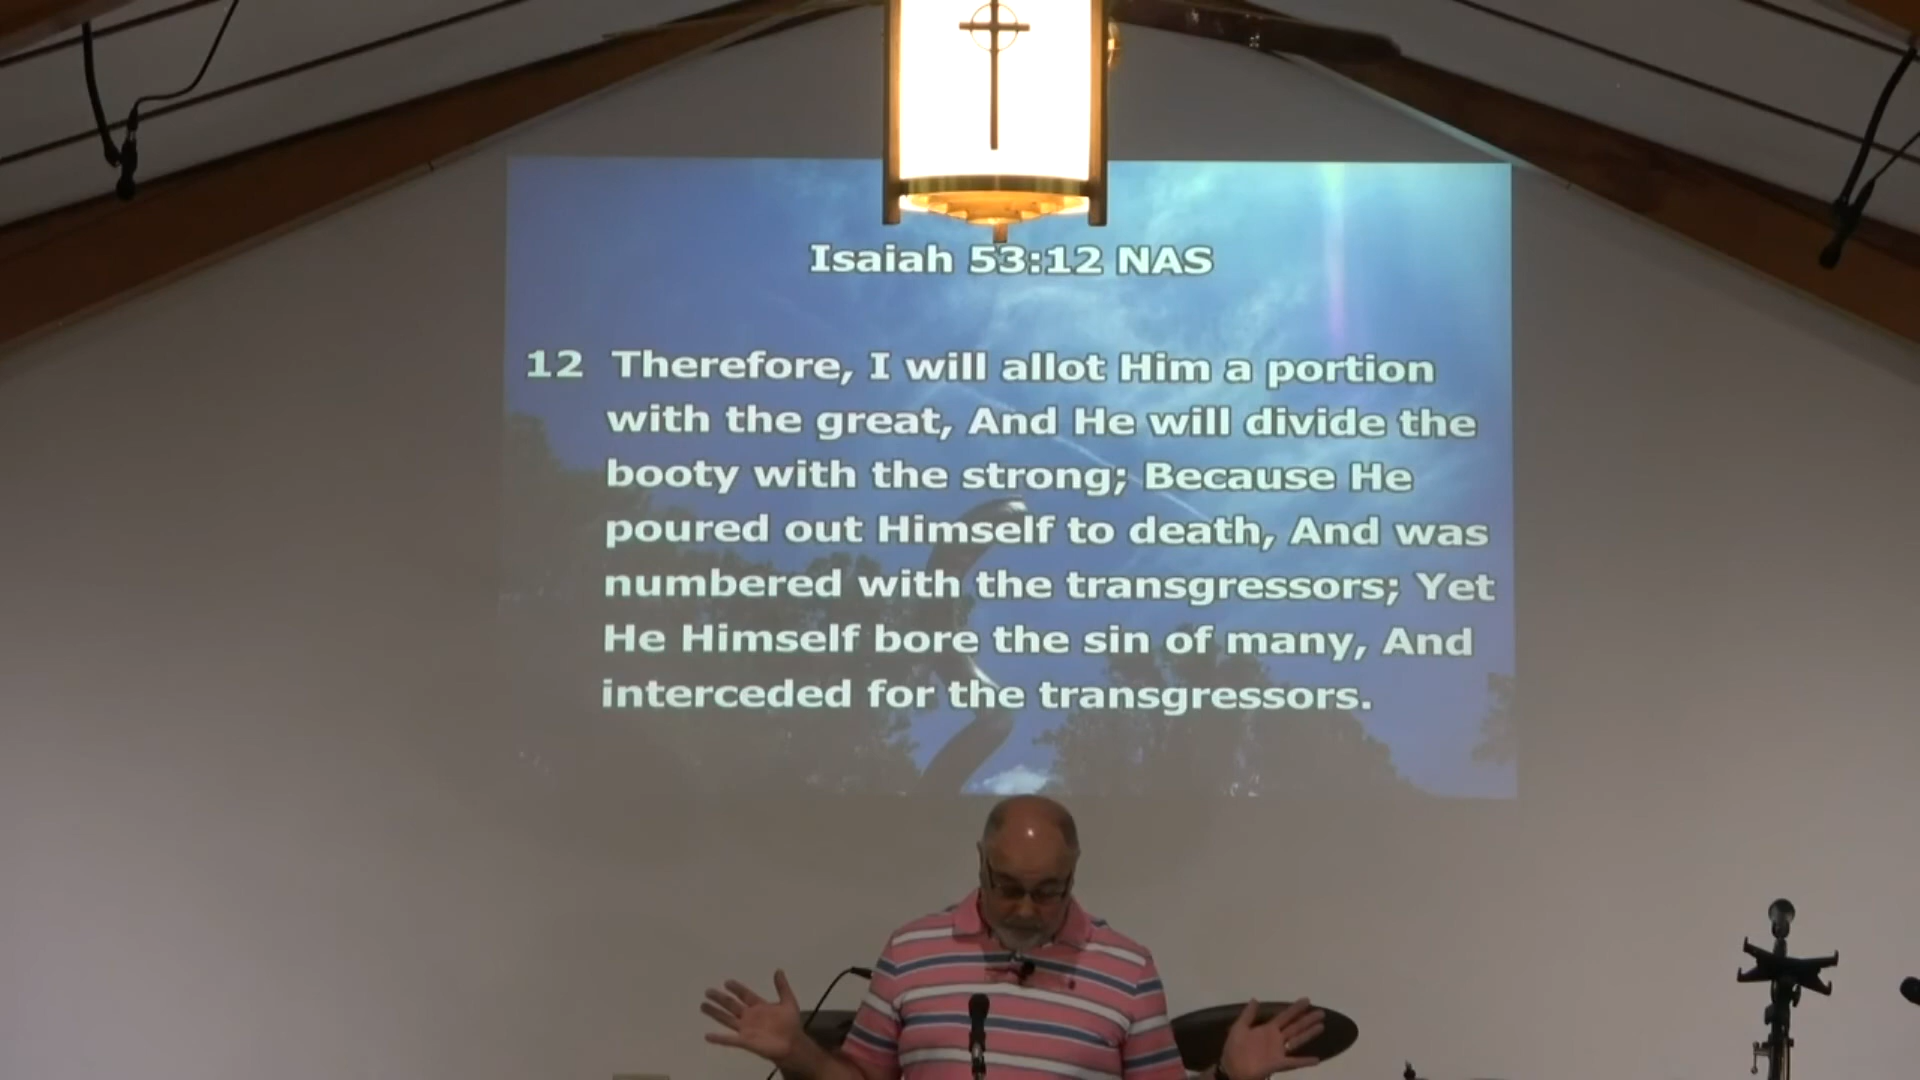 Isaiah 53:12 NAS
12 Therefore, I will allot Him a portion
with the great, And He will divide the
booty with the strong; Because He
poured out Himself to death, And was
numbered with the transgressors; Yet
He Himself bore the sin of many, And
interceded for the transgressors.